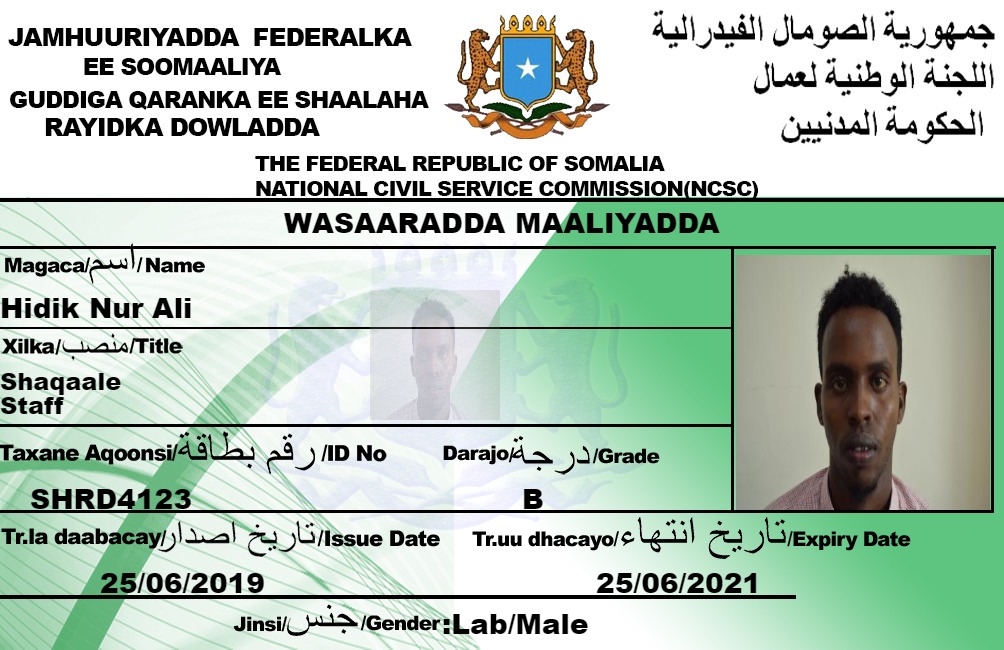 JAMHUURIYADDA FEDERALKA
EE SOOMAALIYA
GUDDIGA QARANKA EE SHAALAHA
RAYIDKA DOWLADDA
جمهورية الصومال الفيدرالية
اللجنة الوطنية لعمال
الحكومة المدنيين
THE FEDERAL REPUBLIC OF SOMALIA
NATIONAL CIVIL SERVICE COMMISSION(NCSC)
WASAARADDA MAALIYADDA
Magaca/اسم/Name
Hidik Nur Ali
Xilka/منصب/Title
Shaqaale
Staff
Taxane Aqoonsi/رقم بطاقة/ID No
SHRD4123
Darajo/درجة/Grade
B
Tr.la daabacay/تاريخ اصدار/Issue Date
25/06/2019
Tr.uu dhacayo/تاريخ انتهاء/Expiry Date
25/06/2021
Jinsi/جنس/Gender:Lab/Male